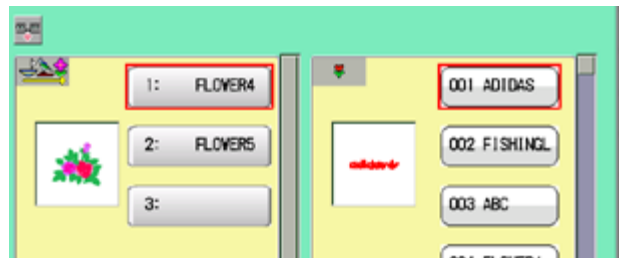 1: FLOWER4
2: FLOWER5
3:
001 ADIDAS
002 FISHINGL
003 ABC